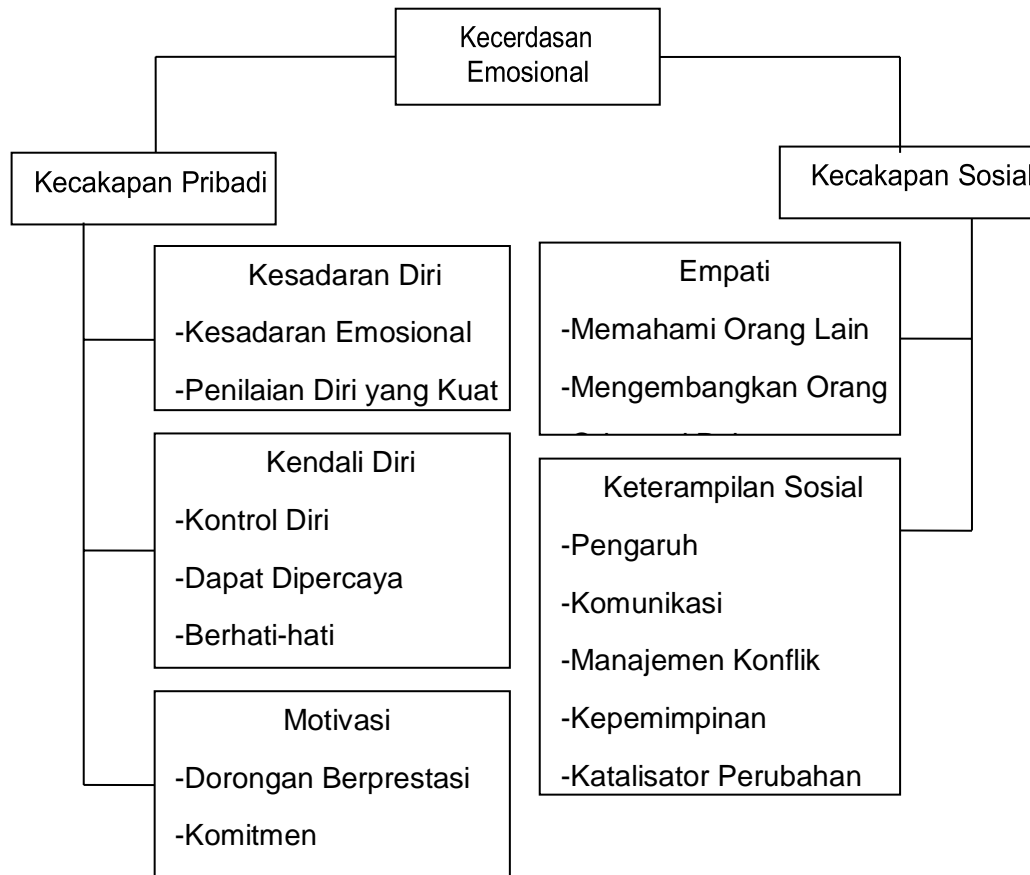 Kecerdasan
Emosional
Kecakapan Pribadi
Kecakapan Sosial
Kesadaran Diri
-Kesadaran Emosional
-Penilaian Diri yang Kuat
Kendali Diri
-Kontrol Diri
-Dapat Dipercaya
-Berhati-hati
Motivasi
-Dorongan Berprestasi
-Komitmen
Empati
-Memahami Orang Lain
-Mengembangkan Orang
Keterampilan Sosial
-Pengaruh
-Komunikasi
-Manajemen Konflik
-Kepemimpinan
-Katalisator Perubahan